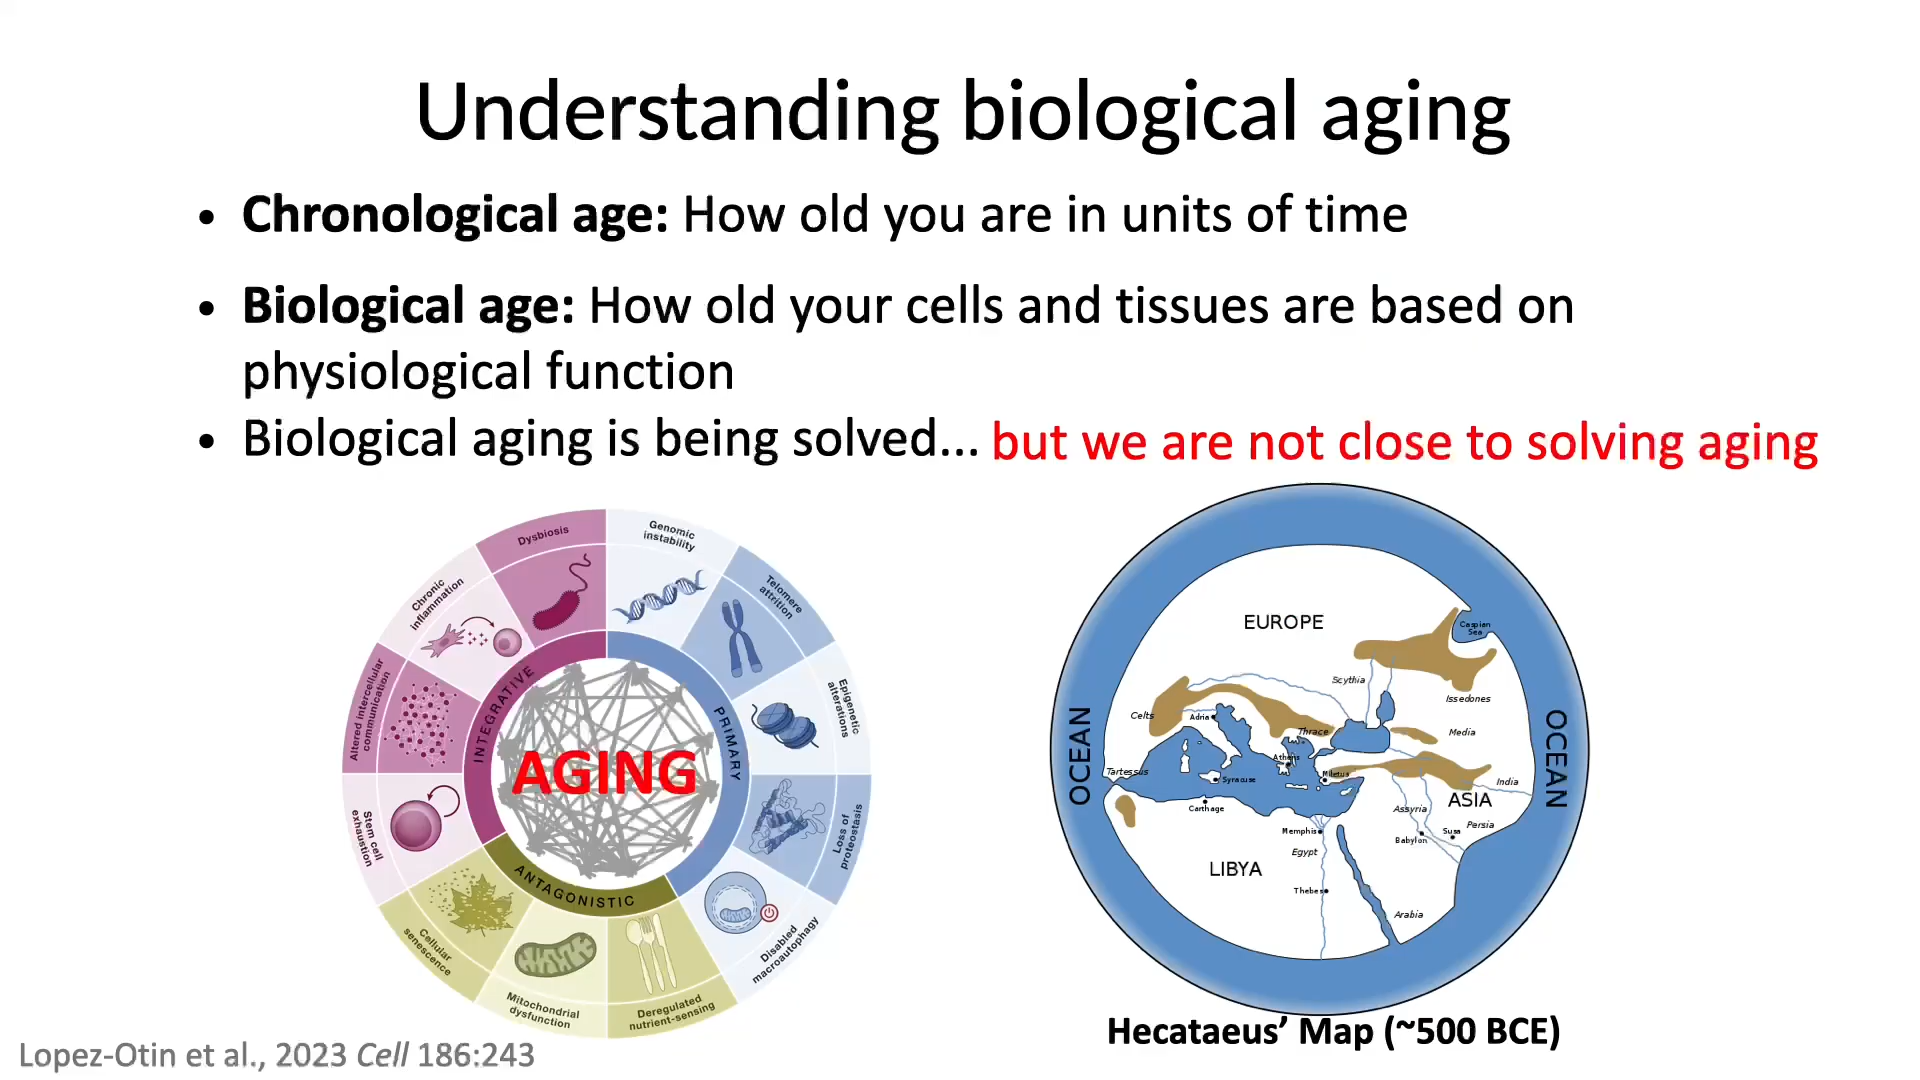 Understanding biological aging
• Chronological age: How old you are in units of time
• Biological age: How old your cells and tissues are based on
physiological function
• Biological aging is being solved... but we are not close to solving aging
Dysbiosis
Genomic
instability
Telomere
attrition
Epigenetic
alterations
Loss of
proteostasis
Disabled
macroautophagy
Deregulated
nutrient-sensing
Mitochondrial
dysfunction
Cellular
senescence
Stem cell
exhaustion
Altered intercellular
communication
Chronic
inflammation
INTEGRATIVE
PRIMARY
ANTAGONISTIC
AGING
EUROPE
Caspian
Sea
Scythia
Issedones
Celts
Adria
Thrace
Media
OCEAN
OCEAN
Athens
Tartessus
Syracuse
Miletus
India
Carthage
Assyria
ASIA
Memphis
Susa
Persia
Babylon
Egypt
LIBYA
Thebes
Arabia
Hecataeus’ Map (~500 BCE)
Lopez-Otin et al., 2023 Cell 186:243